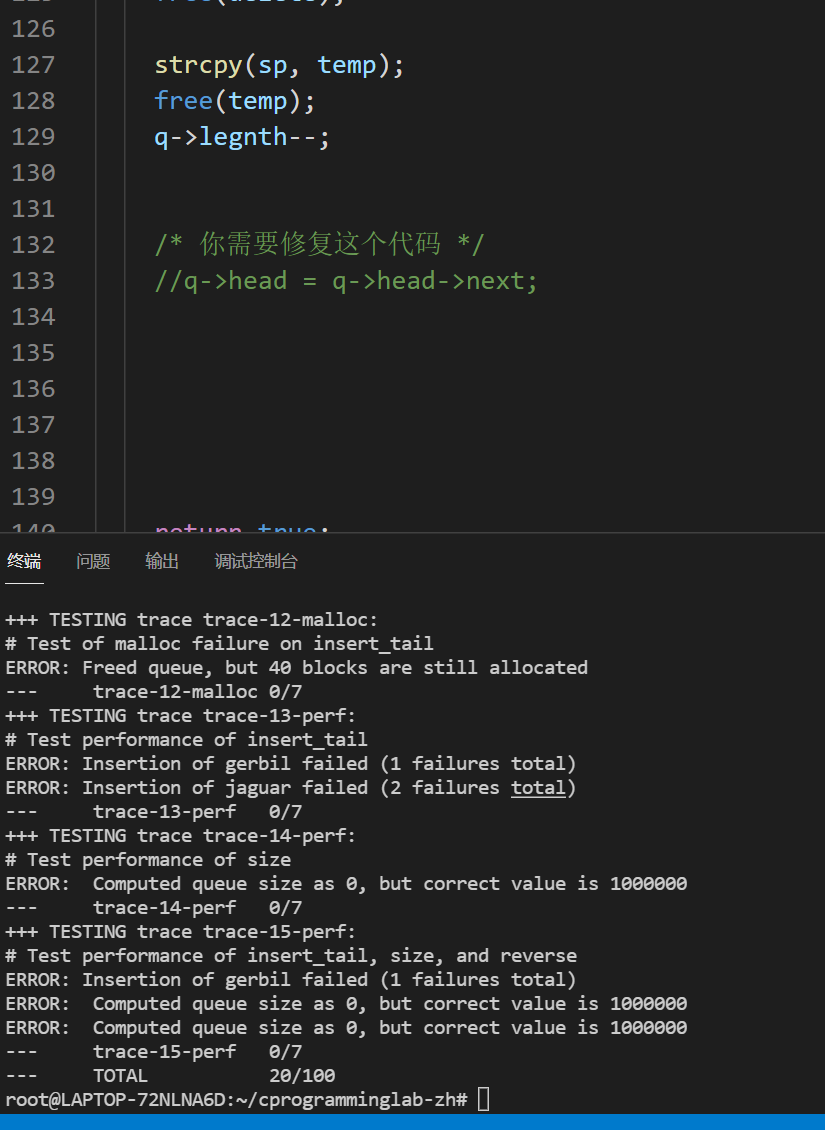 126
127 strcpy(sp, temp);
128 free(temp);
129 q->legnth--;
130
131
132 /* 你需要修复这个代码 */
133 //q->head = q->head->next;
134
135
136
137
138
139
140 return true;
终端 问题 输出 调试控制台
+++ TESTING trace trace-12-malloc:
# Test of malloc failure on insert_tail
ERROR: Freed queue, but 40 blocks are still allocated
--- trace-12-malloc 0/7
+++ TESTING trace trace-13-perf:
# Test performance of insert_tail
ERROR: Insertion of gerbil failed (1 failures total)
ERROR: Insertion of jaguar failed (2 failures total)
--- trace-13-perf 0/7
+++ TESTING trace trace-14-perf:
# Test performance of size
ERROR: Computed queue size as 0, but correct value is 1000000
--- trace-14-perf 0/7
+++ TESTING trace trace-15-perf:
# Test performance of insert_tail, size, and reverse
ERROR: Insertion of gerbil failed (1 failures total)
ERROR: Computed queue size as 0, but correct value is 1000000
ERROR: Computed queue size as 0, but correct value is 1000000
--- trace-15-perf 0/7
--- TOTAL 20/100
root@LAPTOP-72NLNA6D:~/cprogramminglab-zh#